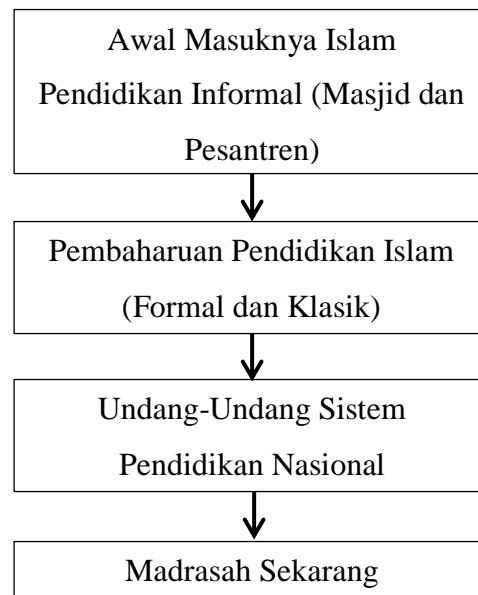 Awal Masuknya Islam
Pendidikan Informal (Masjid dan
Pesantren)
Pembaharuan Pendidikan Islam
(Formal dan Klasik)
Undang-Undang Sistem
Pendidikan Nasional
Madrasah Sekarang